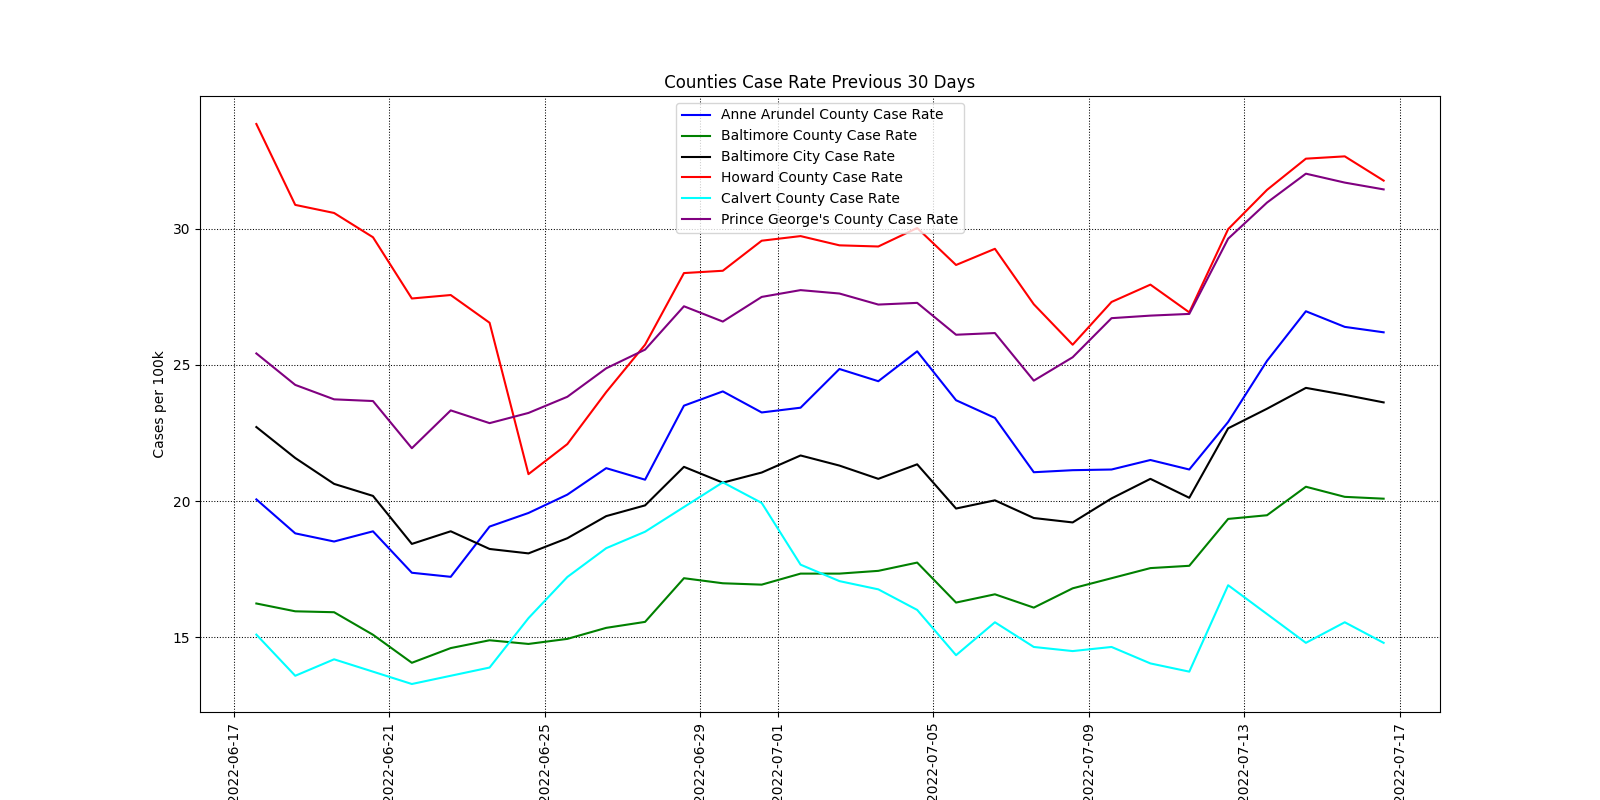 Counties Case Rate Previous 30 Days
Anne Arundel County Case Rate
Baltimore County Case Rate
Baltimore City Case Rate
Howard County Case Rate
Calvert County Case Rate
Prince George's County Case Rate
Cases per 100k
30
25
20
15
2022-06-17
2022-06-21
2022-06-25
2022-06-29
2022-07-01
2022-07-05
2022-07-09
2022-07-13
2022-07-17